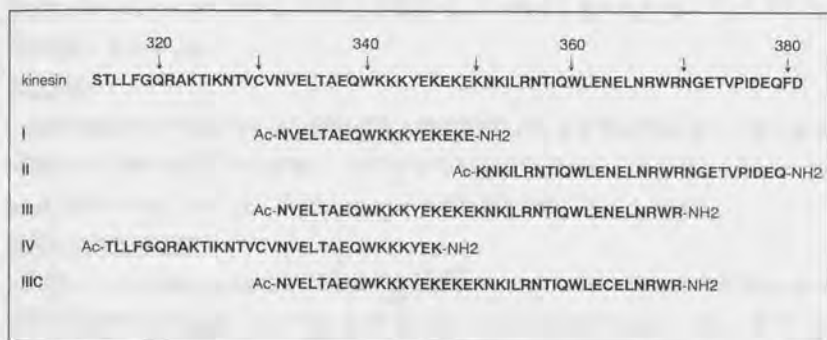 320 340 360 380
↓ ↓ ↓ ↓ ↓ ↓
kinesin STLLFGQRAKTIKNTVCVNVELTAEQWKKKYEKEKEKNKILRNTIQWLENELNRWRNGETVPIDEQFD
I Ac-NVELTAEQWKKKYEKEKE-NH2
II Ac-KNKILRNTIQWLENELNRWRNGETVPIDEQ-NH2
III Ac-NVELTAEQWKKKYEKEKEKNKILRNTIQWLENELNRWR-NH2
IV Ac-TLLFGQRAKTIKNTVCVNVELTAEQWKKKYEK-NH2
IIIC Ac-NVELTAEQWKKKYEKEKEKNKILRNTIQWLECELNRWR-NH2